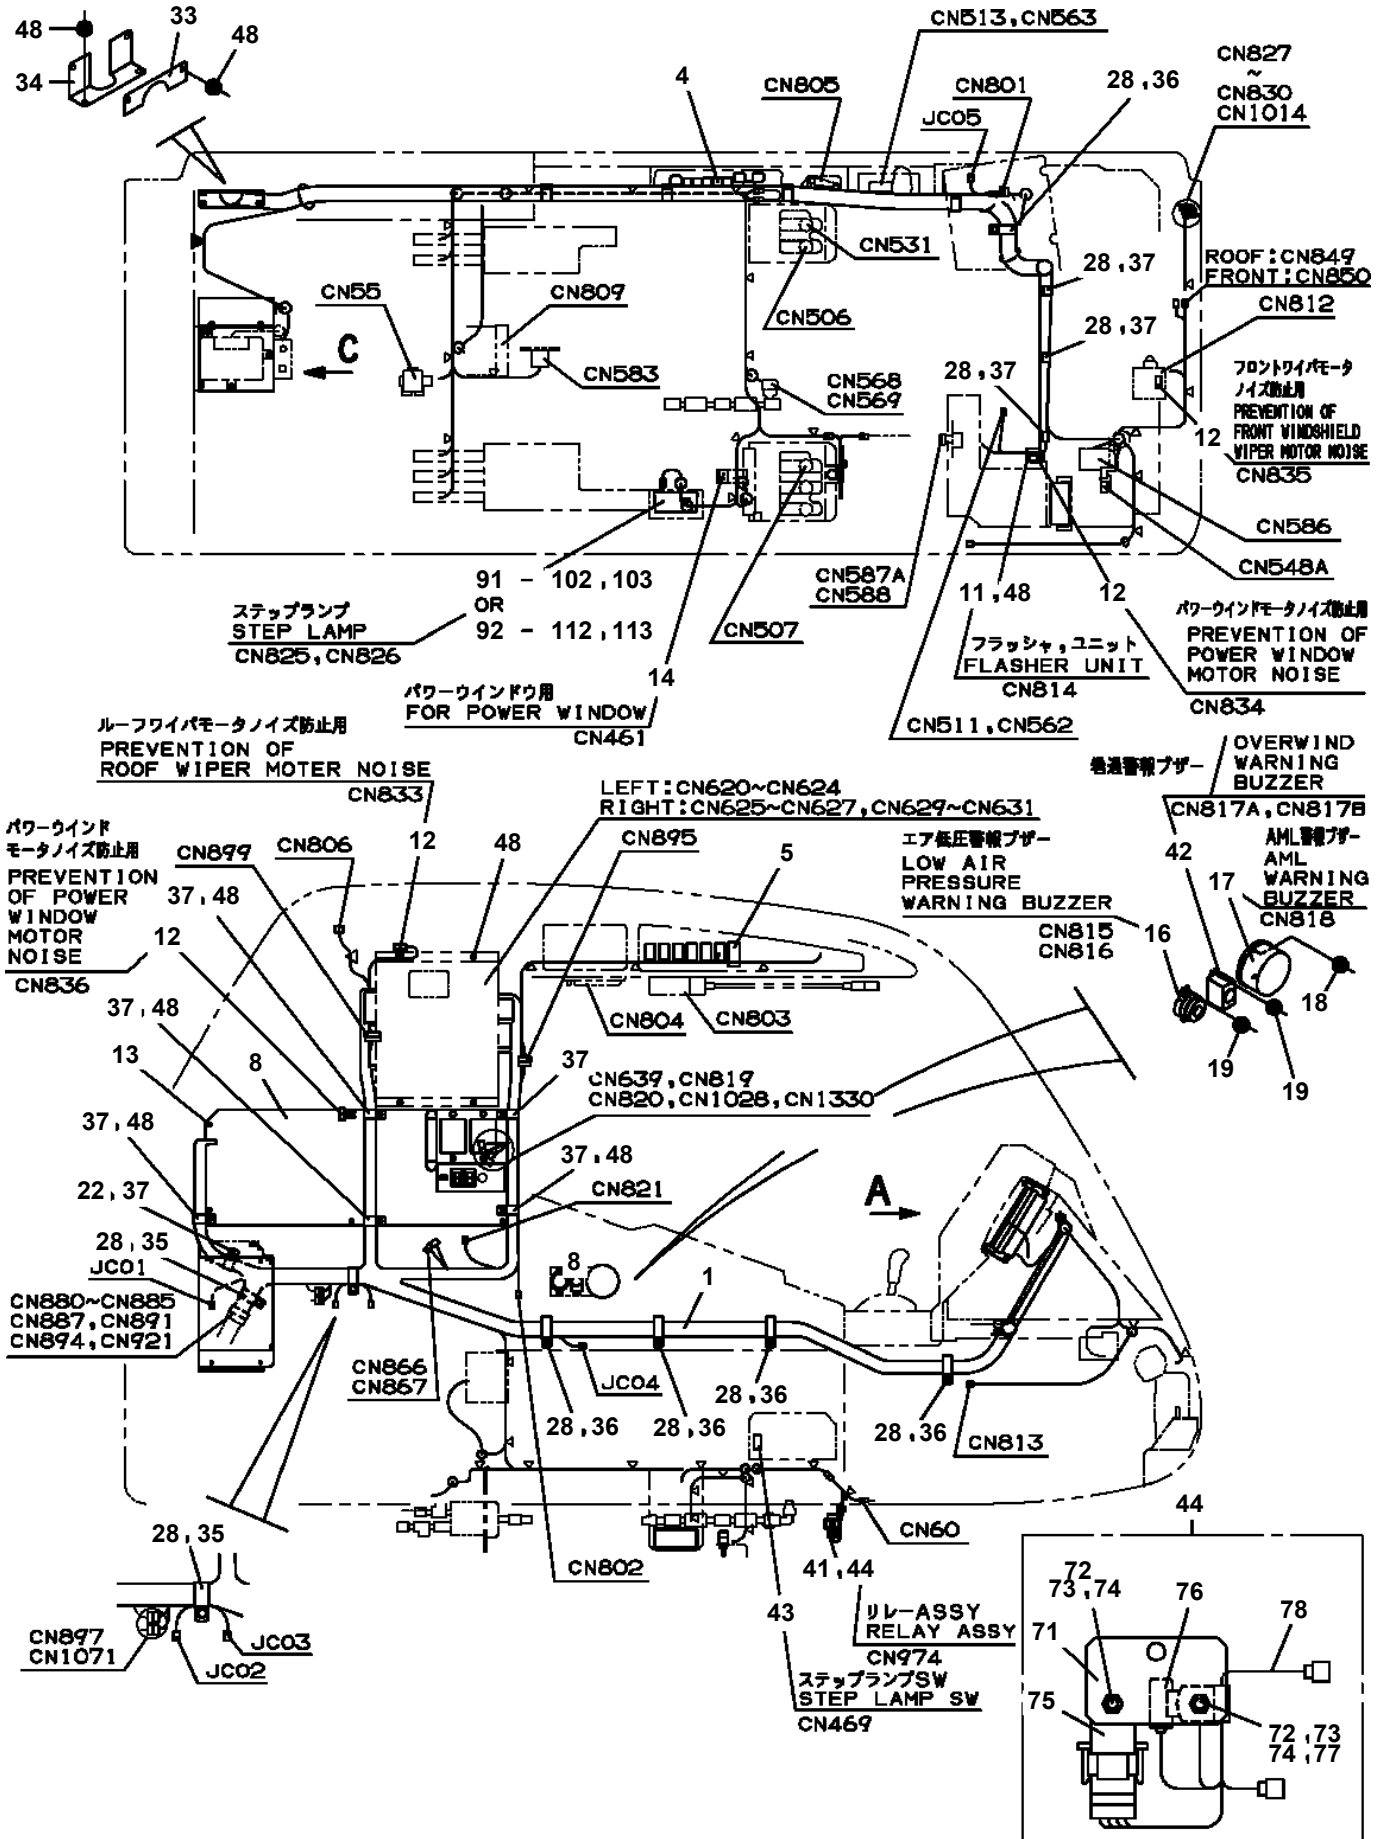 48
33
48
34
CN513,CN563
CN827
~
CN830
CN1014
4
CN805
CN801
28,36
JC05
CN531
28,37
ROOF:CN849
FRONT:CN850
CN55
CN809
CN506
CN812
C
28,37
CN583
CN568
CN569
28,37
フロントワイパモータ
ノイズ防止用
PREVENTION OF
FRONT WINDSHIELD
WIPER MOTOR NOISE
12
CN835
CN586
CN548A
91 - 102,103
OR
92 - 112,113
CN587A
CN588
11,48
12
ステップランプ
STEP LAMP
CN825,CN826
CN507
フラッシャ,ユニット
FLASHER UNIT
CN814
パワーウインドモータノイズ防止用
PREVENTION OF
POWER WINDOW
MOTOR NOISE
CN834
14
パワーウインドウ用
FOR POWER WINDOW
CN461
CN511,CN562
ルーフワイパモータノイズ防止用
PREVENTION OF
ROOF WIPER MOTER NOISE
CN833
OVERWIND
WARNING
BUZZER
CN817A,CN817B
LEFT:CN620~CN624
RIGHT:CN625~CN627,CN629~CN631
パワーウインド
モータノイズ防止用
PREVENTION
OF POWER
WINDOW
MOTOR
NOISE
CN836
CN899
CN806
12
48
CN895
5
エア低圧警報ブザー
LOW AIR
PRESSURE
WARNING BUZZER
CN815
CN816
42
AML警報ブザー
AML
WARNING
BUZZER
CN818
17
16
37,48
12
18
37,48
CN804
CN803
13
8
37
CN639,CN819
CN820,CN1028,CN1330
19
19
37,48
37,48
CN821
A
22,37
28,35
JC01
8
1
CN880~CN885
CN887,CN891
CN894,CN921
CN866
CN867
JC04
28,36
28,36
28,36
28,36
CN813
44
28,35
CN60
CN802
41,44
43
リレーASSY
RELAY ASSY
CN974
CN897
CN1071
JC03
JC02
ステップランプSW
STEP LAMP SW
CN469
72
73,74
76
78
71
75
72,73
74,77